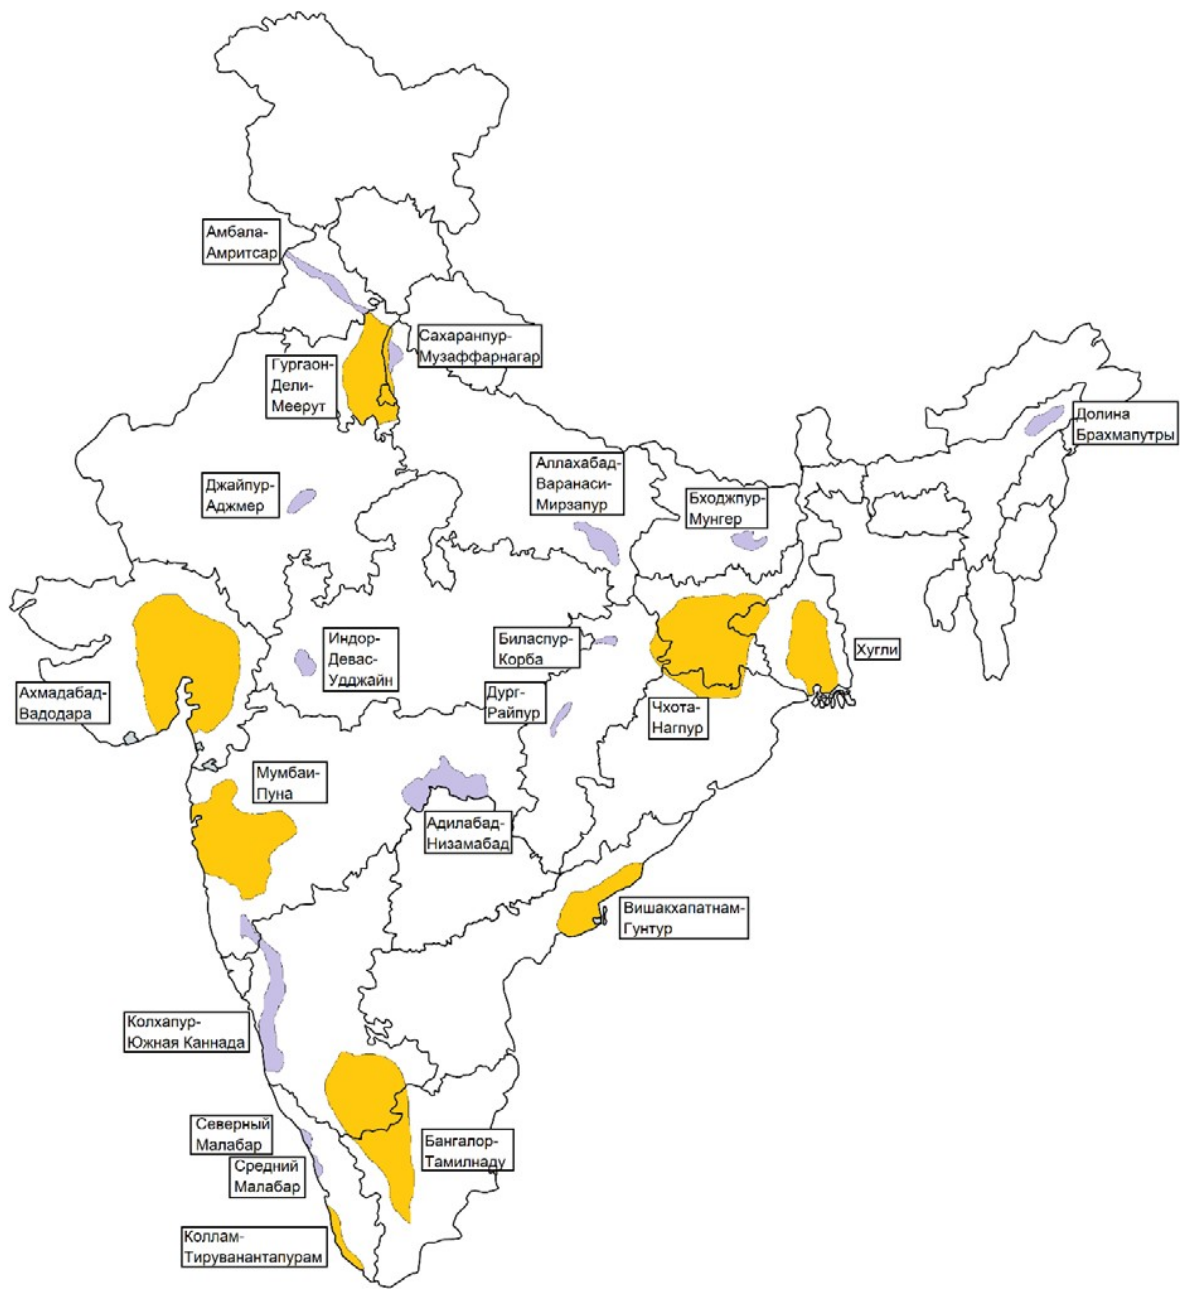 Амбала-
Амритсар
Сахаранпур-
Музаффарнагар
Гургаон-
Дели-
Меерут
Долина
Брахмапутры
Аллахабад-
Варанаси-
Мирзапур
Джайпур-
Аджмер
Бходжпур-
Мунгер
Индор-
Девас-
Удджайн
Биласпур-
Корба
Хугли
Ахмадабад-
Вадодара
Дург-
Райпур
Чхота-
Нагпур
Мумбаи-
Пуна
Адилабад-
Низамабад
Вишакхапатнам-
Гунтур
Колхапур-
Южная Каннада
Северный
Малабар
Бангалор-
Тамилнаду
Средний
Малабар
Коллам-
Тируванантапурам